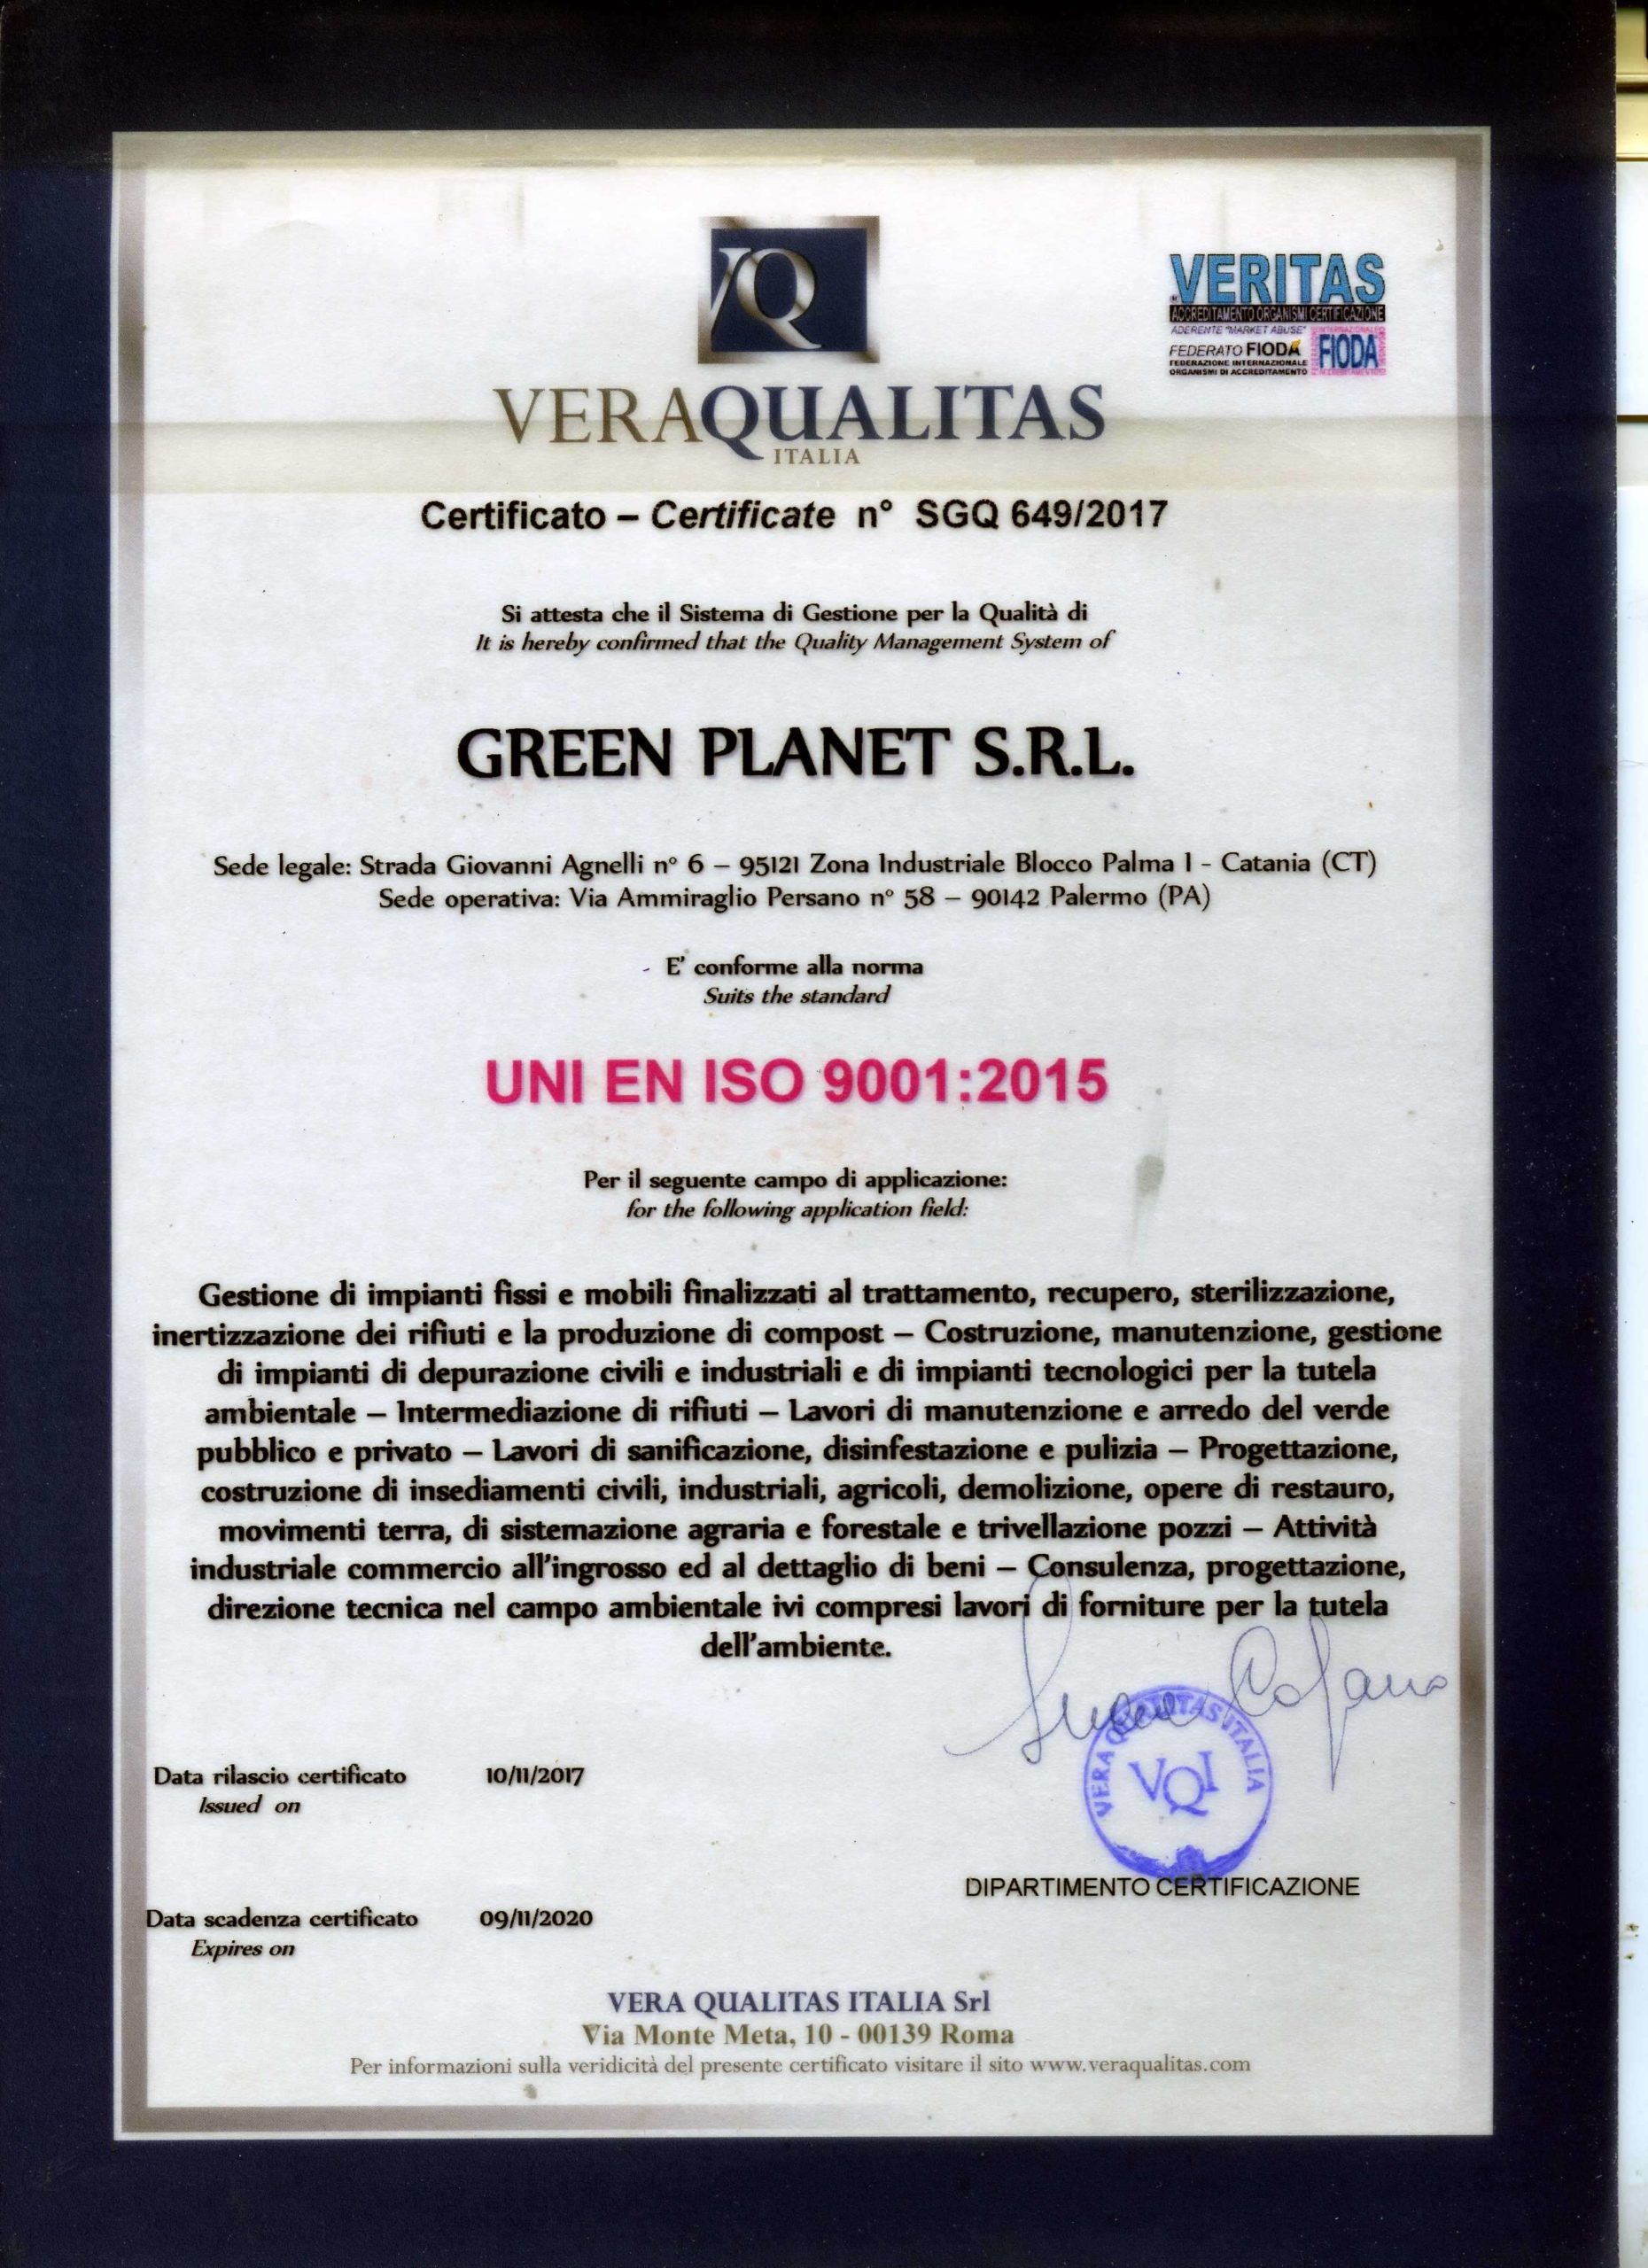 VQ
VERITAS
ACCREDITAMENTO ORGANISMI CERTIFICAZIONE
ADERENTE "MARKET ABUSE"
FEDERATO FIODA
FEDERAZIONE INTERNAZIONALE
ORGANISMI DI ACCREDITAMENTO
FIODA
VERAQUALITAS
ITALIA
Certificato – Certificate n° SGQ 649/2017
Si attesta che il Sistema di Gestione per la Qualità di
It is hereby confirmed that the Quality Management System of
GREEN PLANET S.R.L.
Sede legale: Strada Giovanni Agnelli n° 6 – 95121 Zona Industriale Blocco Palma I - Catania (CT)
Sede operativa: Via Ammiraglio Persano n° 58 – 90142 Palermo (PA)
E' conforme alla norma
Suits the standard
UNI EN ISO 9001:2015
Per il seguente campo di applicazione:
for the following application field:
Gestione di impianti fissi e mobili finalizzati al trattamento, recupero, sterilizzazione,
inertizzazione dei rifiuti e la produzione di compost – Costruzione, manutenzione, gestione
di impianti di depurazione civili e industriali e di impianti tecnologici per la tutela
ambientale – Intermediazione di rifiuti – Lavori di manutenzione e arredo del verde
pubblico e privato – Lavori di sanificazione, disinfestazione e pulizia – Progettazione,
costruzione di insediamenti civili, industriali, agricoli, demolizione, opere di restauro,
movimenti terra, di sistemazione agraria e forestale e trivellazione pozzi – Attività
industriale commercio all'ingrosso ed al dettaglio di beni – Consulenza, progettazione,
direzione tecnica nel campo ambientale ivi compresi lavori di forniture per la tutela
dell'ambiente.
VERA QUALITAS ITALIA
VQI
Data rilascio certificato 10/11/2017
Issued on
DIPARTIMENTO CERTIFICAZIONE
Data scadenza certificato 09/11/2020
Expires on
VERA QUALITAS ITALIA Srl
Via Monte Meta, 10 - 00139 Roma
Per informazioni sulla veridicità del presente certificato visitare il sito www.veraqualitas.com